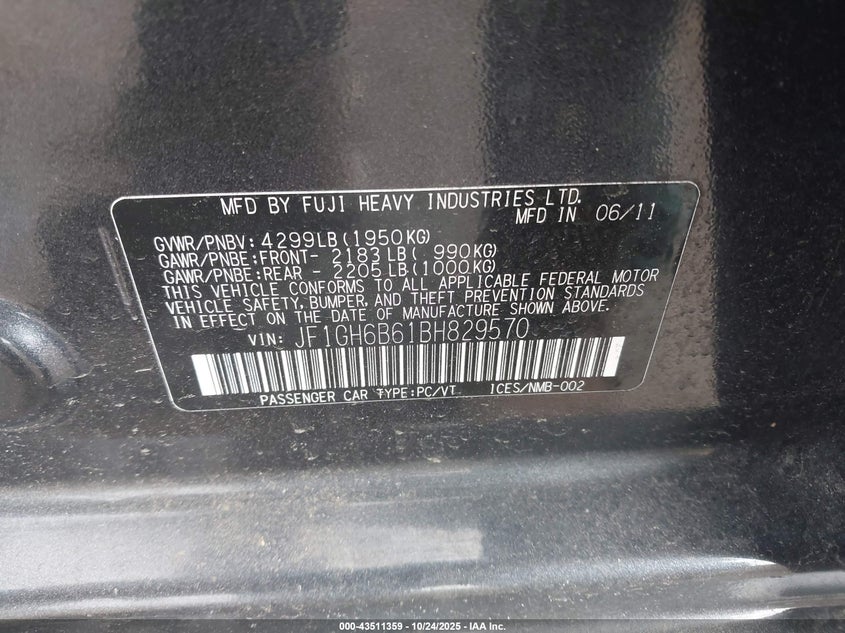 MFD BY FUJI HEAVY INDUSTRIES LTD.
MFD IN 06/11
GVWR/PNBV: 4299LB(1950KG)
GAWR/PNBE:FRONT- 2183LB( 990KG)
GAWR/PNBE:REAR - 2205LB(1000KG)
THIS VEHICLE CONFORMS TO ALL APPLICABLE FEDERAL MOTOR
VEHICLE SAFETY, BUMPER, AND THEFT PREVENTION STANDARDS
IN EFFECT ON THE DATE OF MANUFACTURE SHOWN ABOVE.
VIN: JF1GH6B61BH829570
PASSENGER CAR TYPE:PC/VT ICES/NMB-002
000-43511359 - 10/24/2025 - IAA Inc.